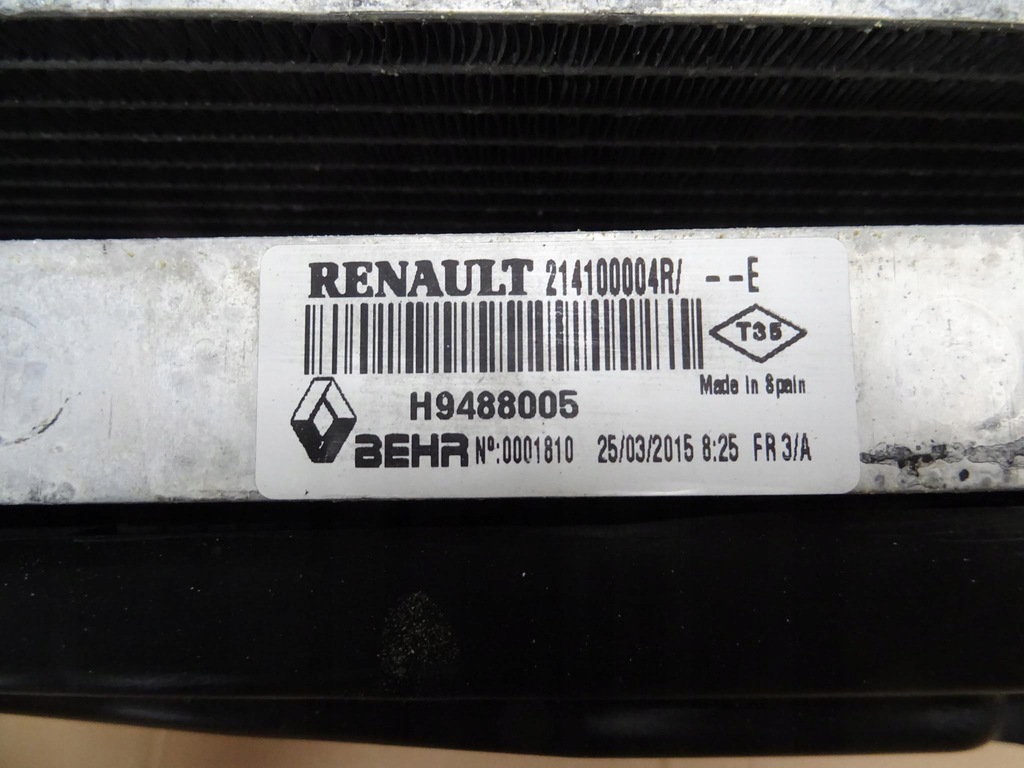 RENAULT 214100004R/ --E
T35
Made in Spain
H9488005
BEHR Nº:0001810 25/03/2015 8:25 FR 3/A